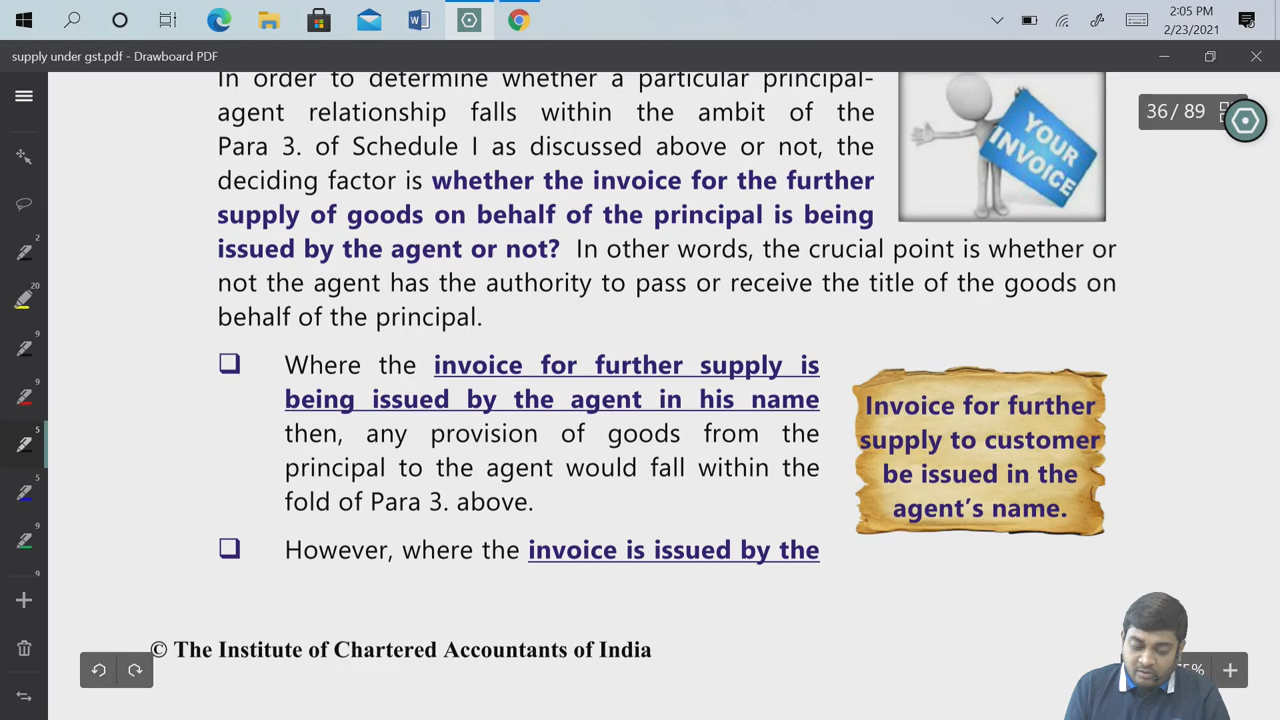 2:05 PM
2/23/2021
supply under gst.pdf - Drawboard PDF
In order to determine whether a particular principal-
agent relationship falls within the ambit of the
Para 3. of Schedule I as discussed above or not, the
deciding factor is whether the invoice for the further
supply of goods on behalf of the principal is being
issued by the agent or not? In other words, the crucial point is whether or
not the agent has the authority to pass or receive the title of the goods on
behalf of the principal.
YOUR
INVOICE
36 / 89
❑ Where the invoice for further supply is
being issued by the agent in his name
then, any provision of goods from the
principal to the agent would fall within the
fold of Para 3. above.
❑ However, where the invoice is issued by the
Invoice for further
supply to customer
be issued in the
agent's name.
© The Institute of Chartered Accountants of India
2
20
9
9
5
5
9
9